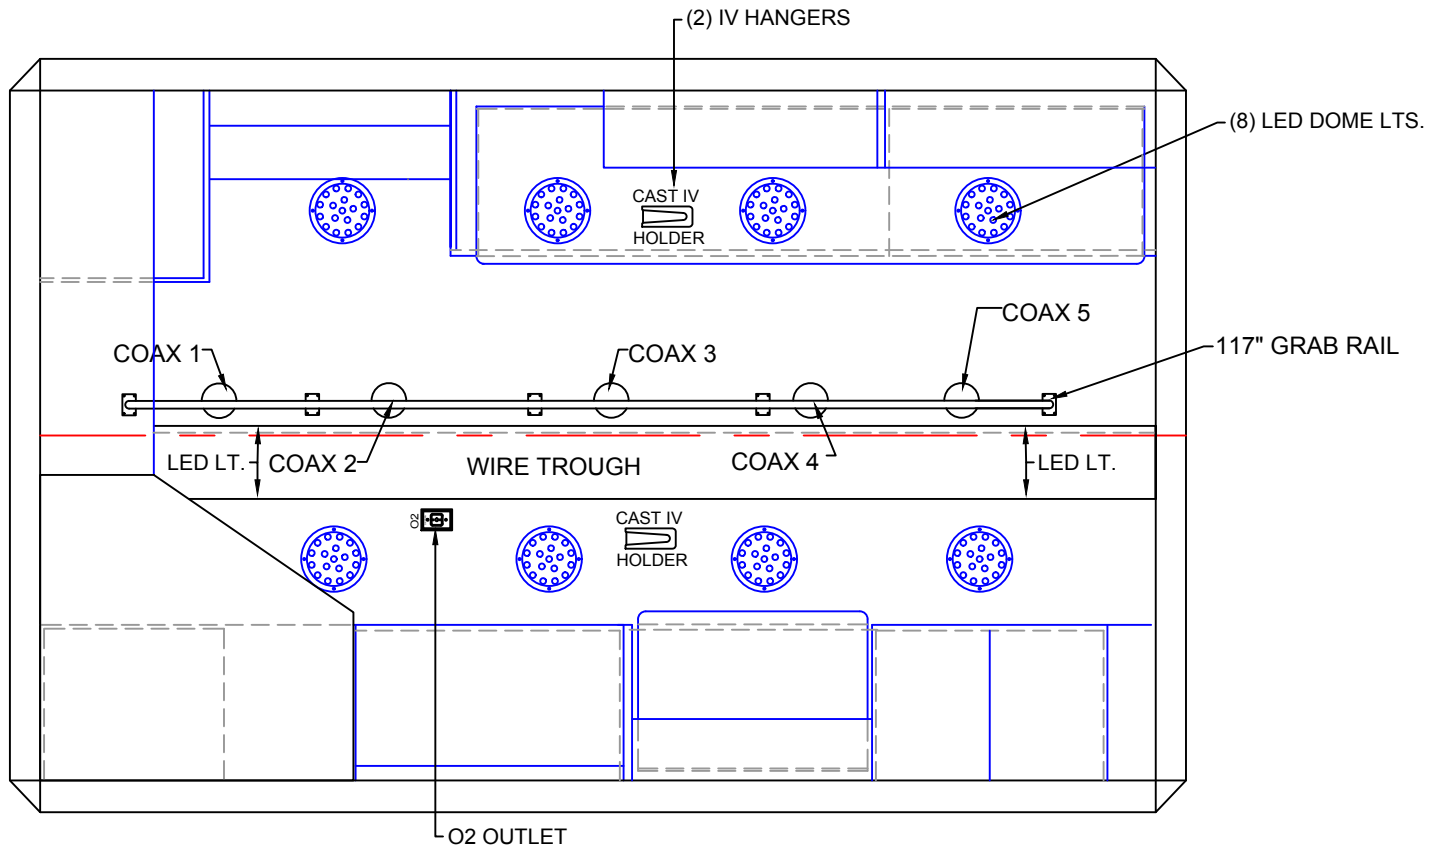 (2) IV HANGERS
(8) LED DOME LTS.
CAST IV
HOLDER
COAX 5
COAX 1
COAX 3
117" GRAB RAIL
LED LT.
COAX 2
WIRE TROUGH
COAX 4
LED LT.
O2
CAST IV
HOLDER
O2 OUTLET